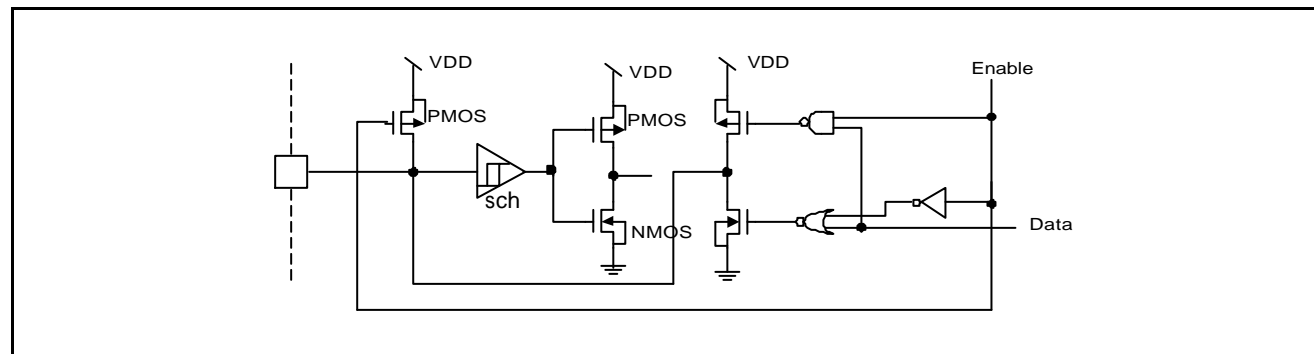 VDD
VDD
VDD
Enable
PMOS
PMOS
sch
NMOS
Data